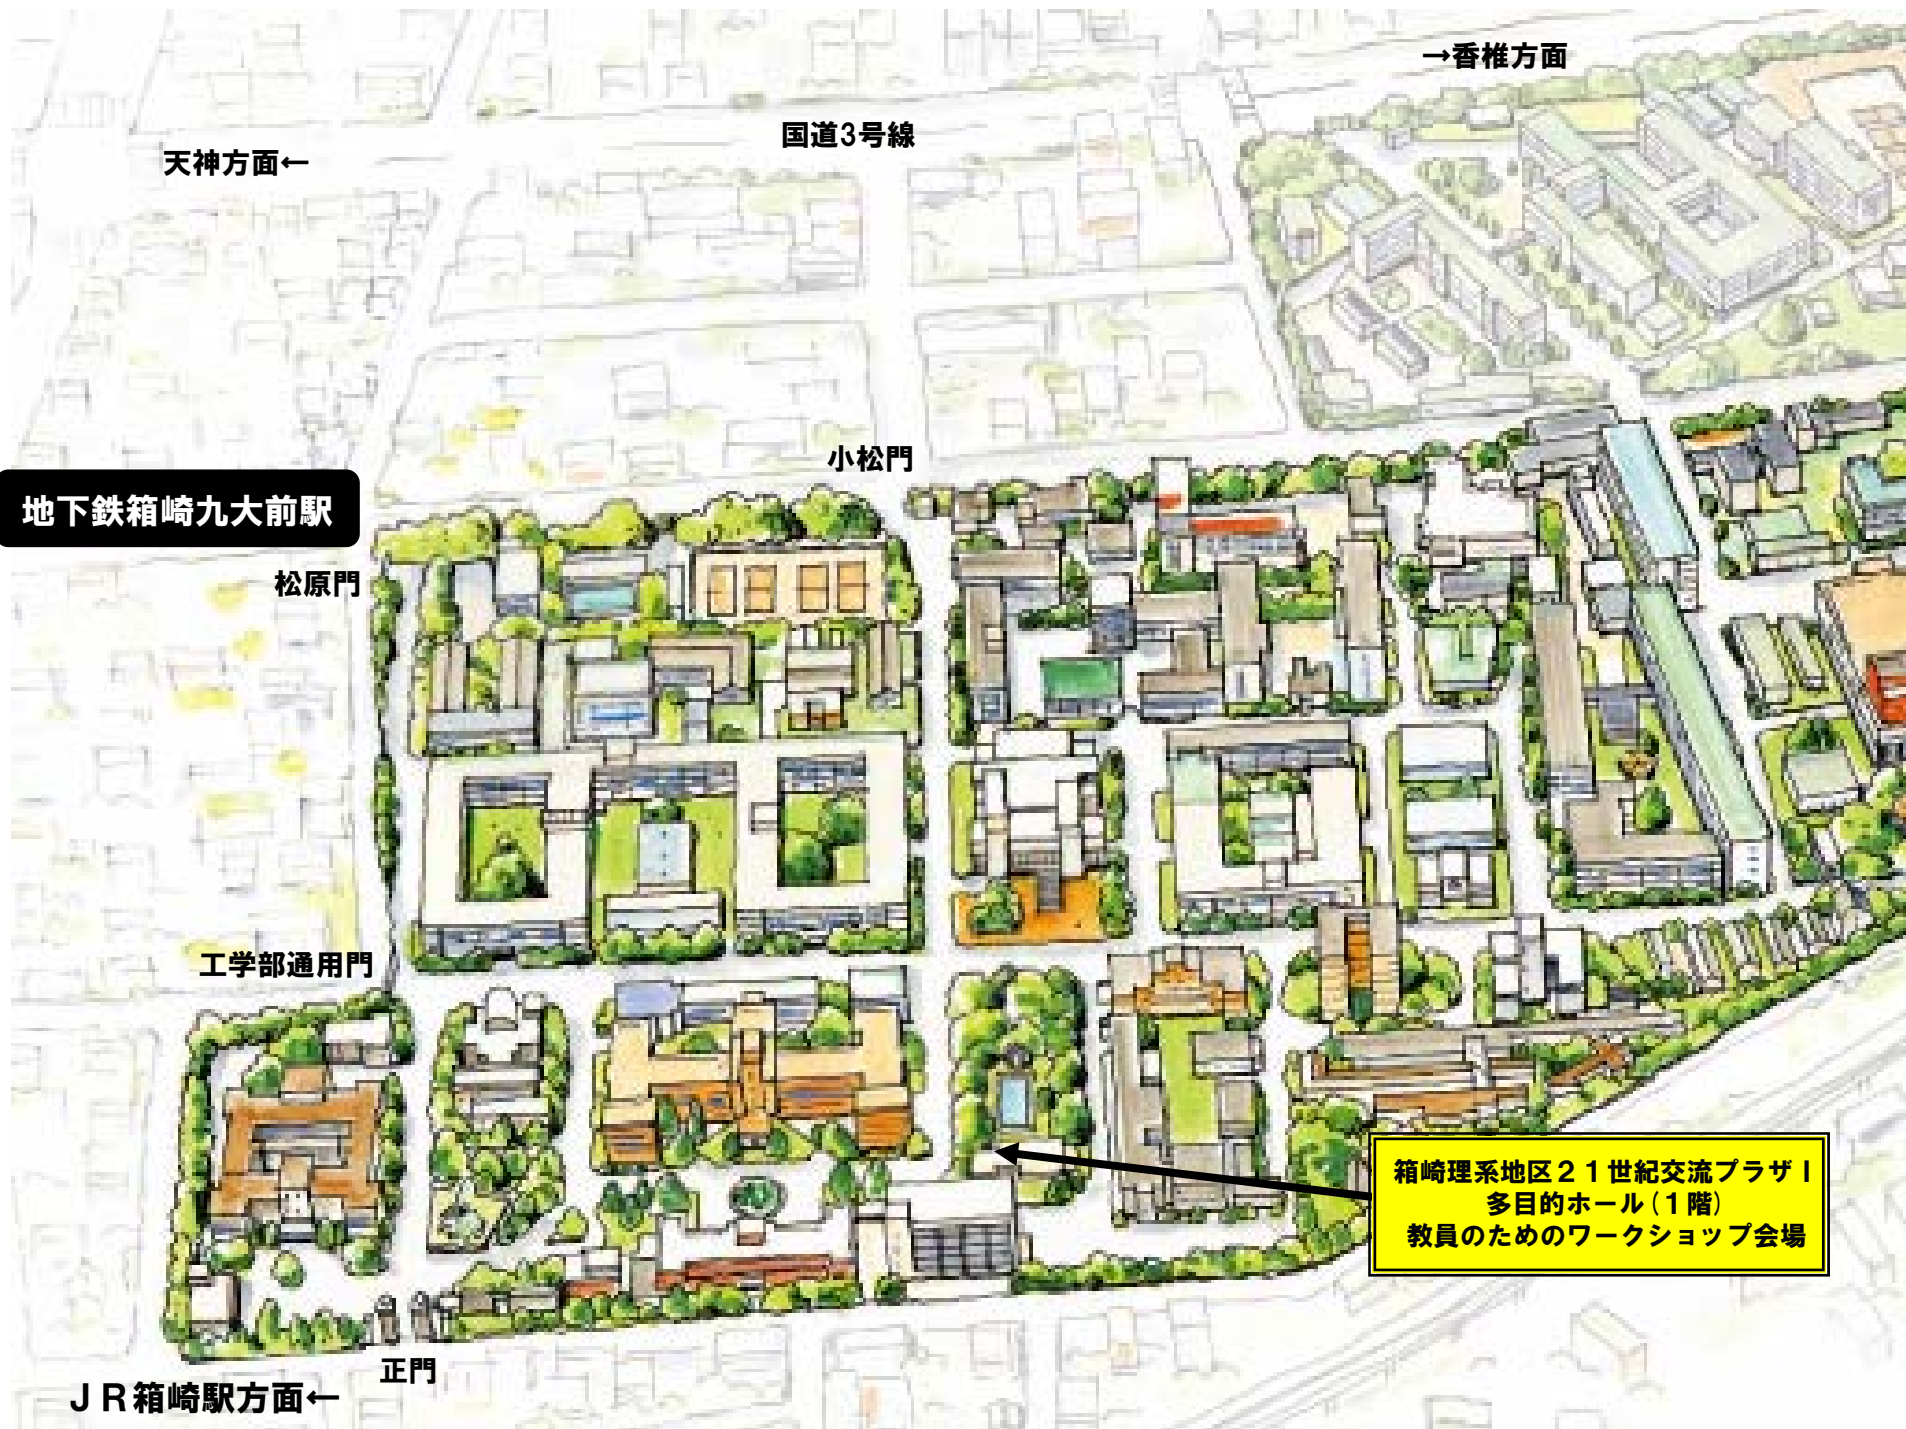 →香椎方面
国道3号線
天神方面←
小松門
地下鉄箱崎九大前駅
松原門
工学部通用門
箱崎理系地区21世紀交流プラザⅠ
多目的ホール(1階)
教員のためのワークショップ会場
正門
JR箱崎駅方面←